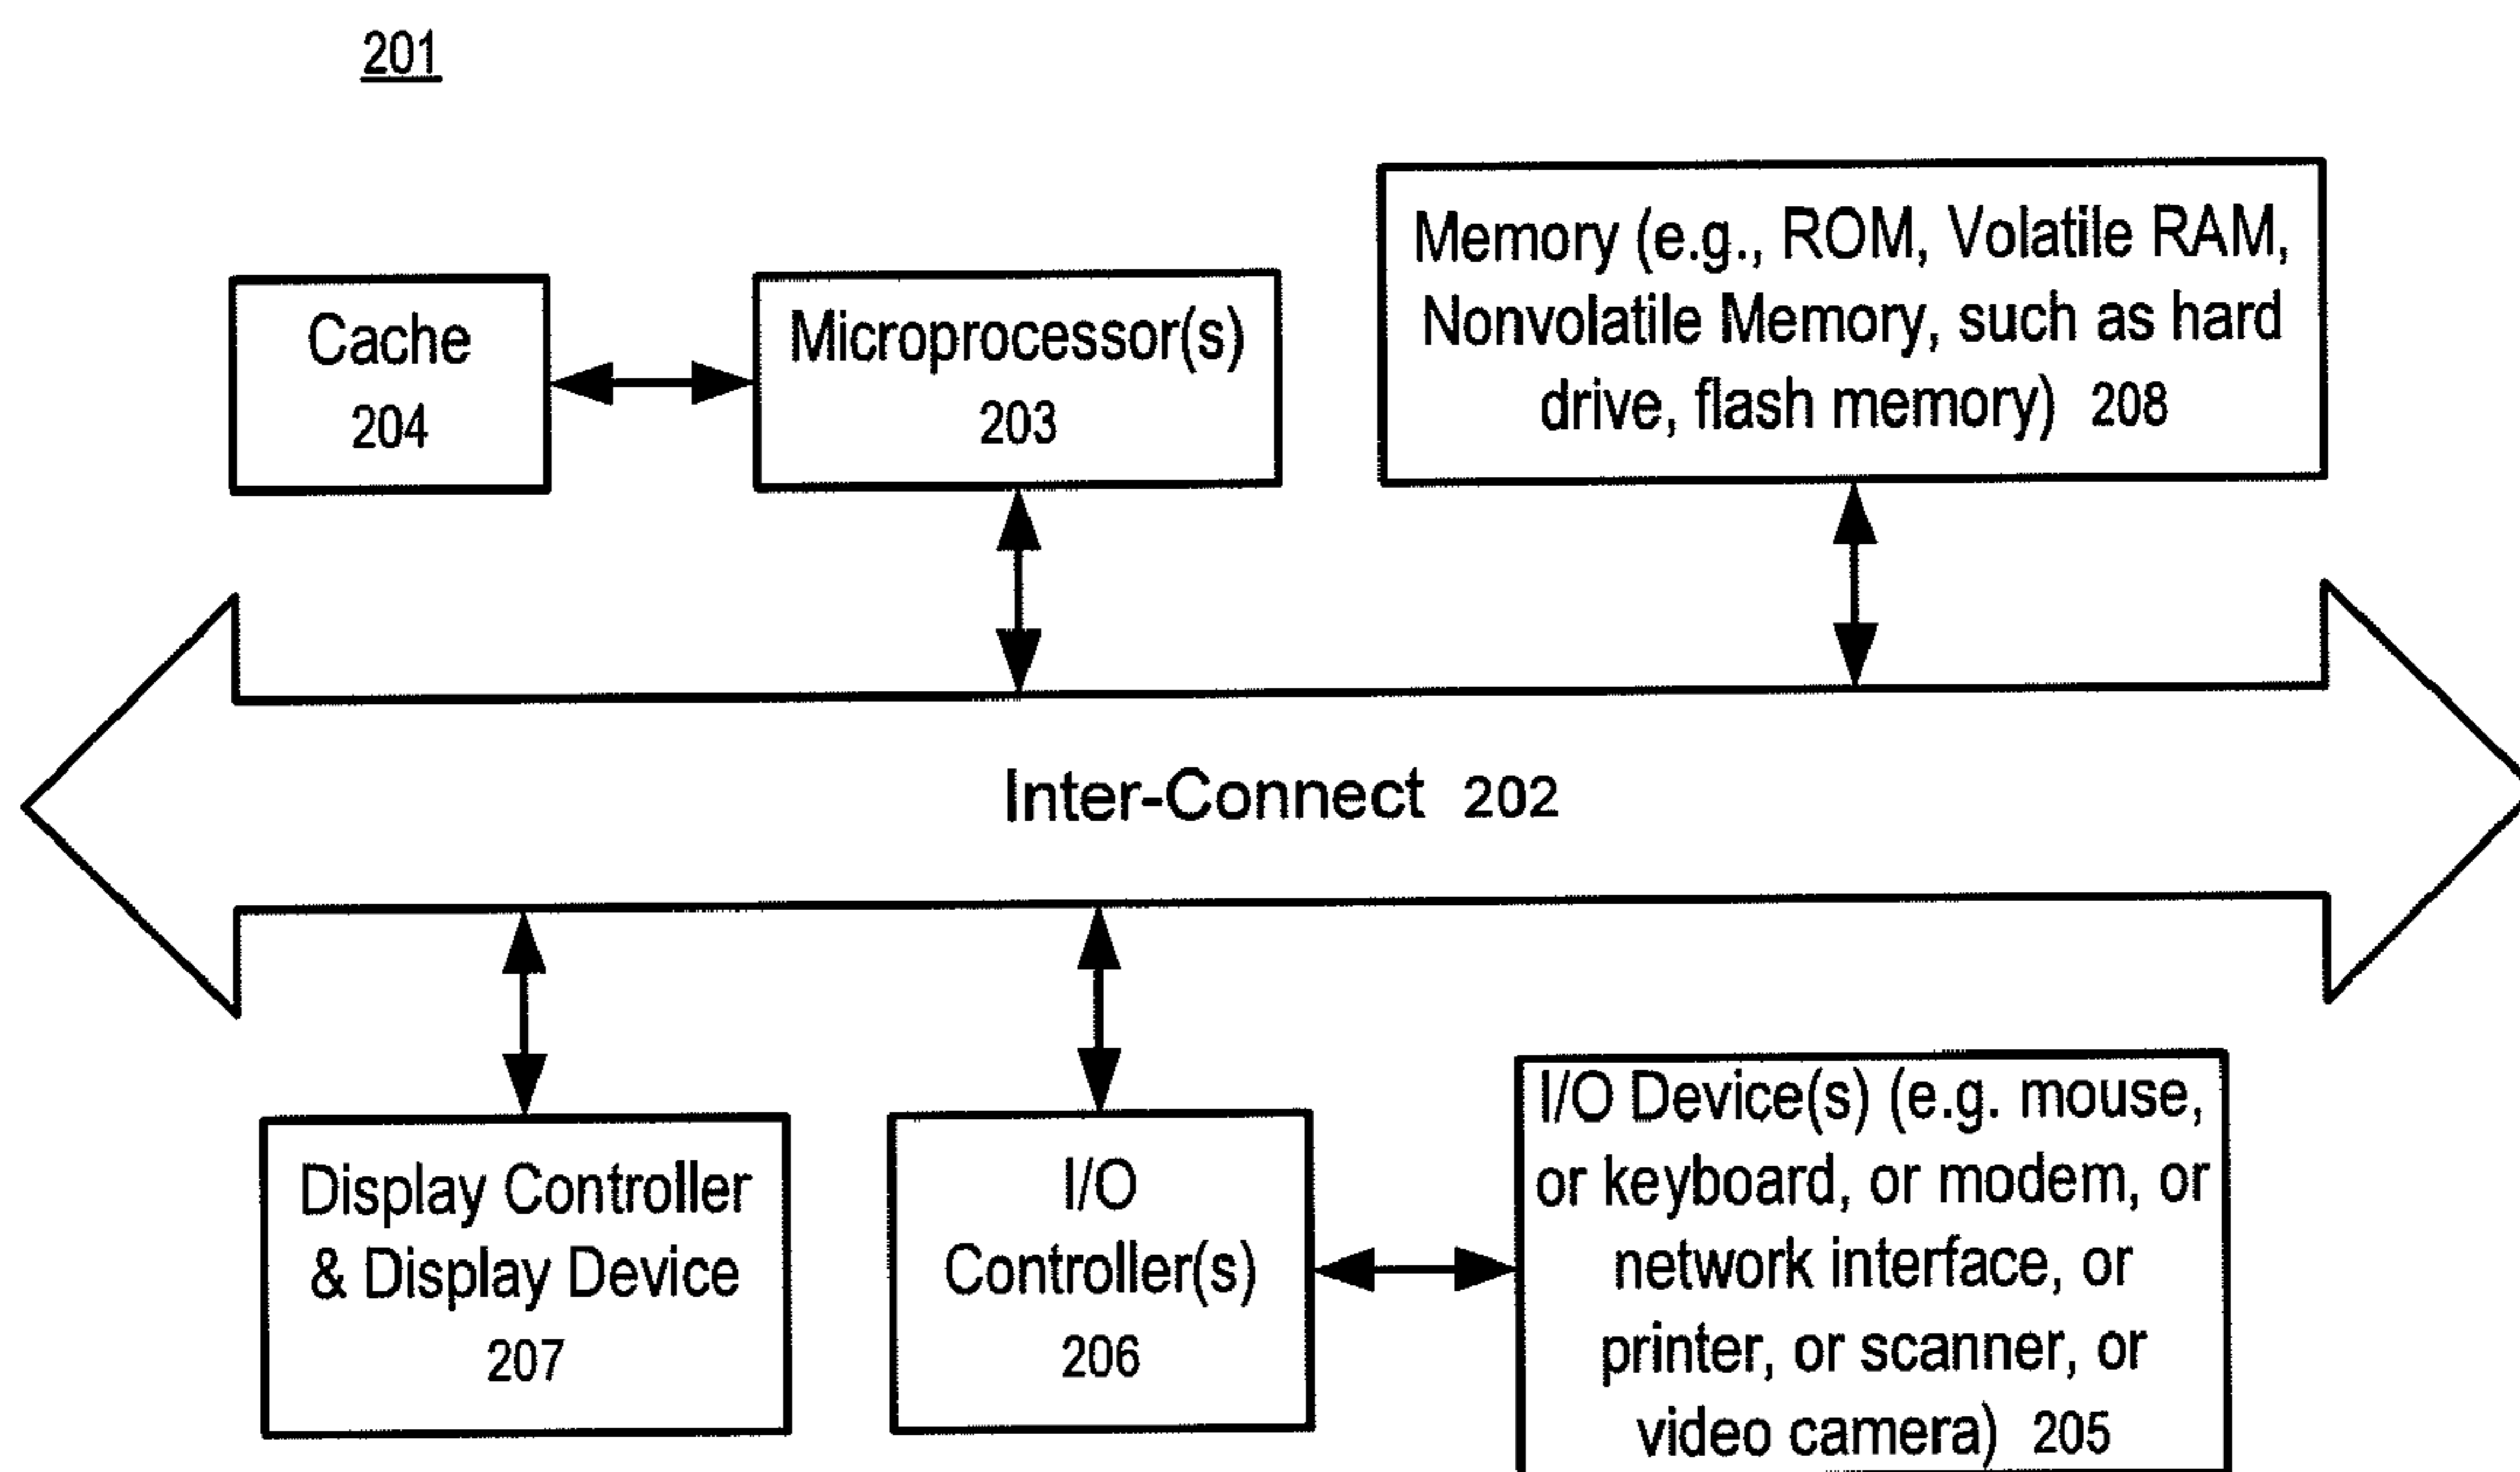 201
Cache
204
Microprocessor(s)
203
Memory (e.g., ROM, Volatile RAM,
Nonvolatile Memory, such as hard
drive, flash memory) 208
Inter-Connect 202
Display Controller
& Display Device
207
I/O
Controller(s)
206
I/O Device(s) (e.g. mouse,
or keyboard, or modem, or
network interface, or
printer, or scanner, or
video camera) 205